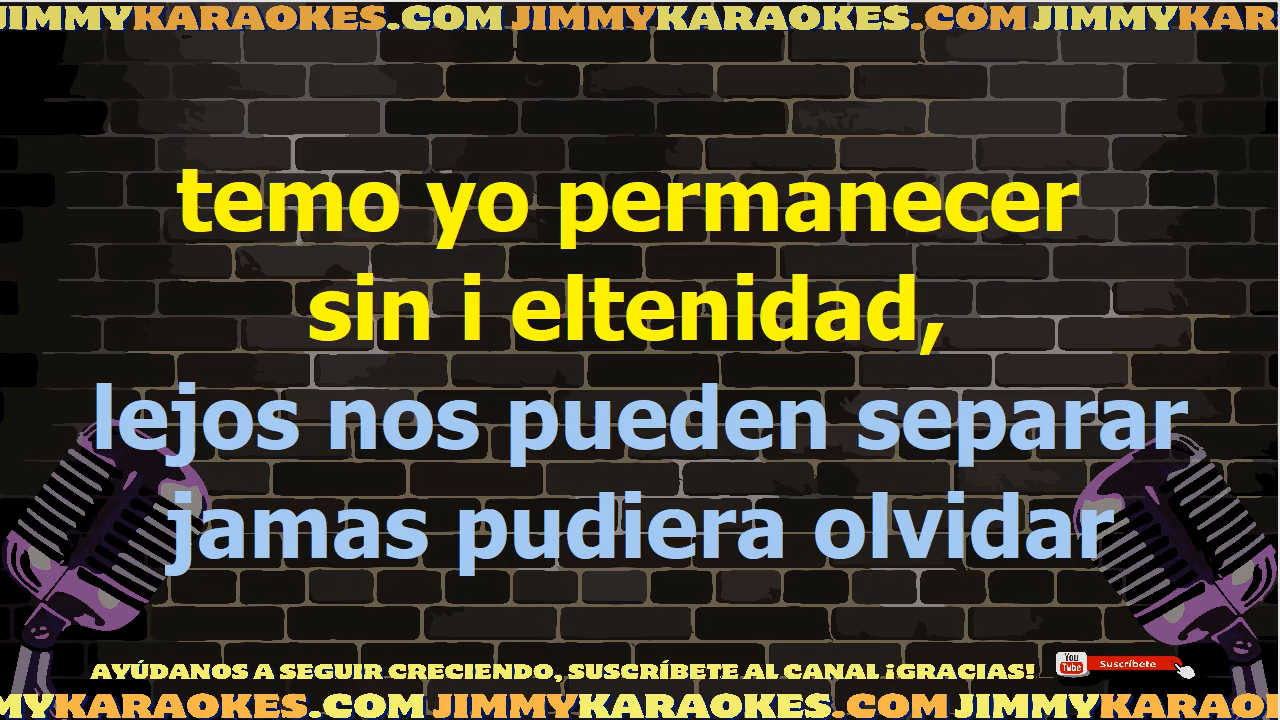 JIMMYKARAOKES.COM JIMMYKARAOKES.COM JIMMYKAR
temo yo permanecer
sin i eltenidad,
lejos nos pueden separar
jamas pudiera olvidar
AYÚDANOS A SEGUIR CRECIENDO, SUSCRÍBETE AL CANAL ¡GRACIAS!
You Tube Suscríbete
MYKARAOKES.COM JIMMYKARAOKES.COM JIMMYKARAO